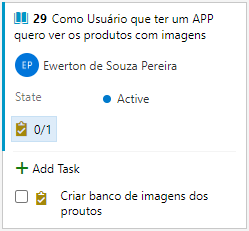 29 Como Usuário que ter um APP
quero ver os produtos com imagens
EP Ewerton de Souza Pereira
State Active
0/1
Add Task
Criar banco de imagens dos
proutos